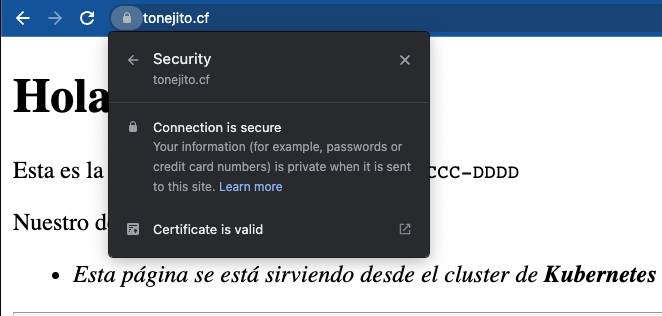 tonejito.cf
Security
tonejito.cf
Hola
Connection is secure
Your information (for example, passwords or
credit card numbers) is private when it is sent
to this site. Learn more
Esta es la CCC-DDDD
Certificate is valid
Nuestro
• Esta página se está sirviendo desde el cluster de Kubernetes